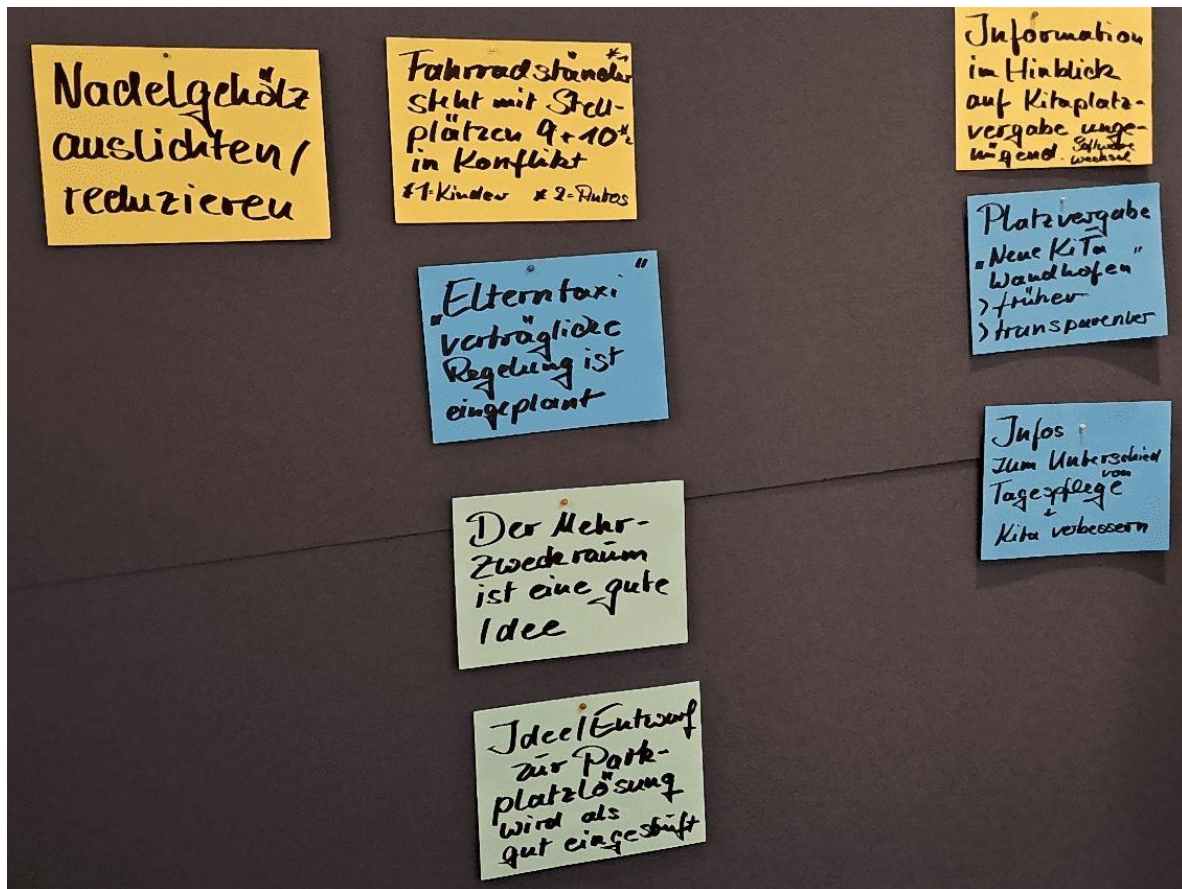 Nadelgehölz
auslichten/
reduzieren
Fahrradständer *1
steht mit Stell-
plätzen 9+10 *2
in Konflikt
*1=Kinder *2=Autos
"Elterntaxi"
verträgliche
Regelung ist
eingeplant
Der Mehr-
zweckraum
ist eine gute
Idee
Idee/Entwurf
zur Park-
platzlösung
wird als
gut eingestuft
Information
im Hinblick
auf Kitaplatz-
vergabe unge-
nügend. Software
wechsel
Platzvergabe
"Neue KiTa
Wandhofen"
> früher
> transparenter
Infos
zum Unterschied
von
Tagespflege
+
Kita verbessern